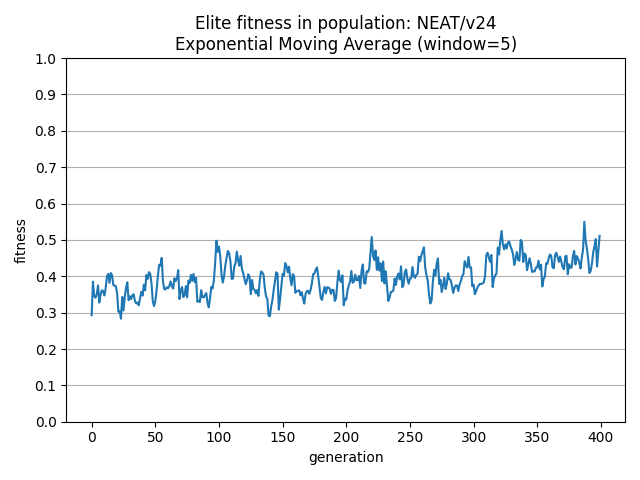 Elite fitness in population: NEAT/v24
Exponential Moving Average (window=5)
1.0
0.9
0.8
0.7
0.6
0.5
0.4
0.3
0.2
0.1
0.0
fitness
0 50 100 150 200 250 300 350 400
generation